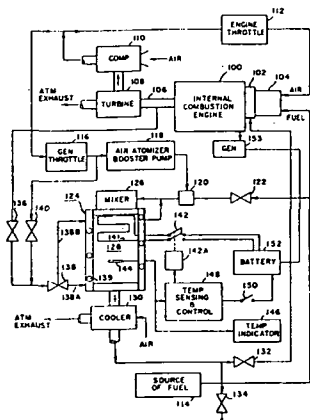 112
ENGINE
THROTTLE
110
COMP
AIR
108
100
102
104
ATM
EXHAUST
106
TURBINE
INTERNAL
COMBUSTION
ENGINE
AIR
FUEL
116
118
153
GEN
THROTTLE
AIR ATOMIZER
BOOSTER PUMP
GEN
136
140
124
126
120
122
MIXER
142
138B
141
152
128
142A
BATTERY
138
144
148
150
139
138A
TEMP
SENSING
& CONTROL
146
130
ATM
EXHAUST
COOLER
TEMP
INDICATOR
AIR
132
SOURCE
OF FUEL
134
114